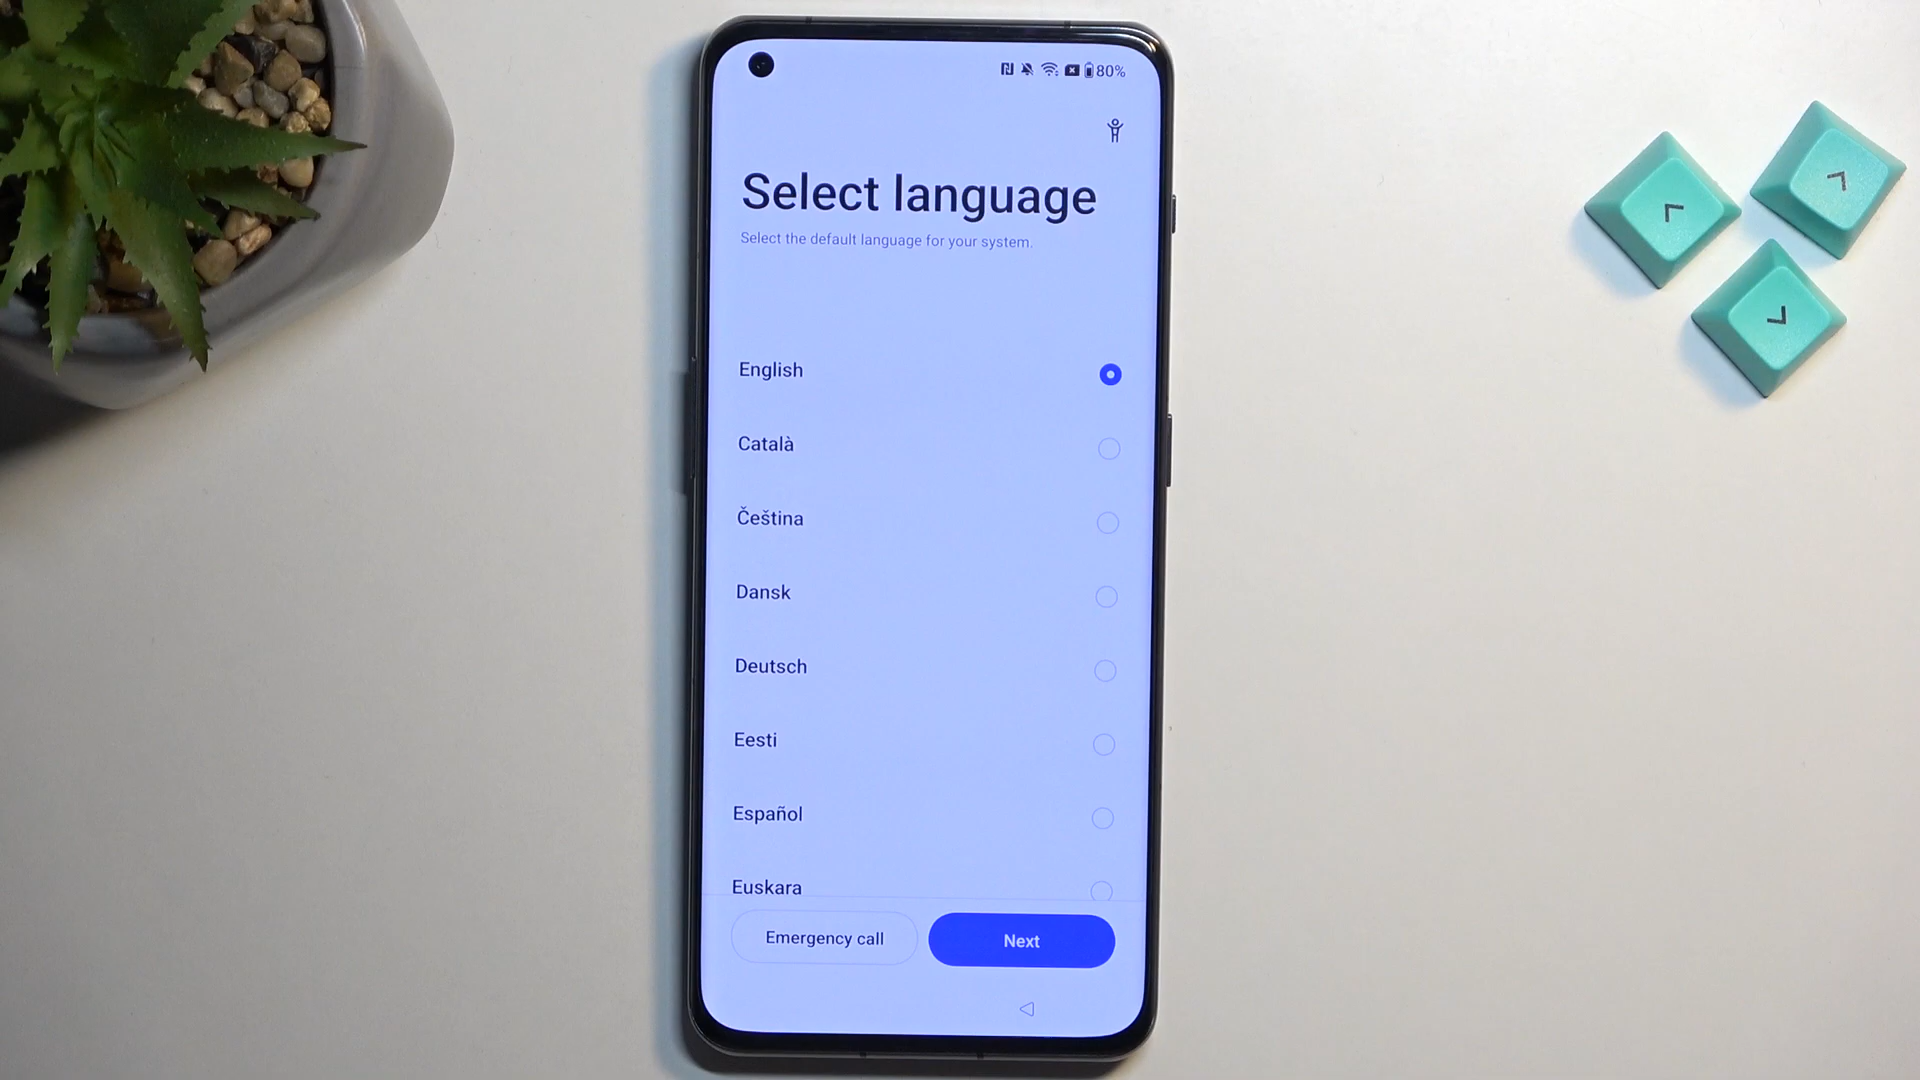 80%
Select language
Select the default language for your system.
English
Català
Čeština
Dansk
Deutsch
Eesti
Español
Euskara
Emergency call
Next